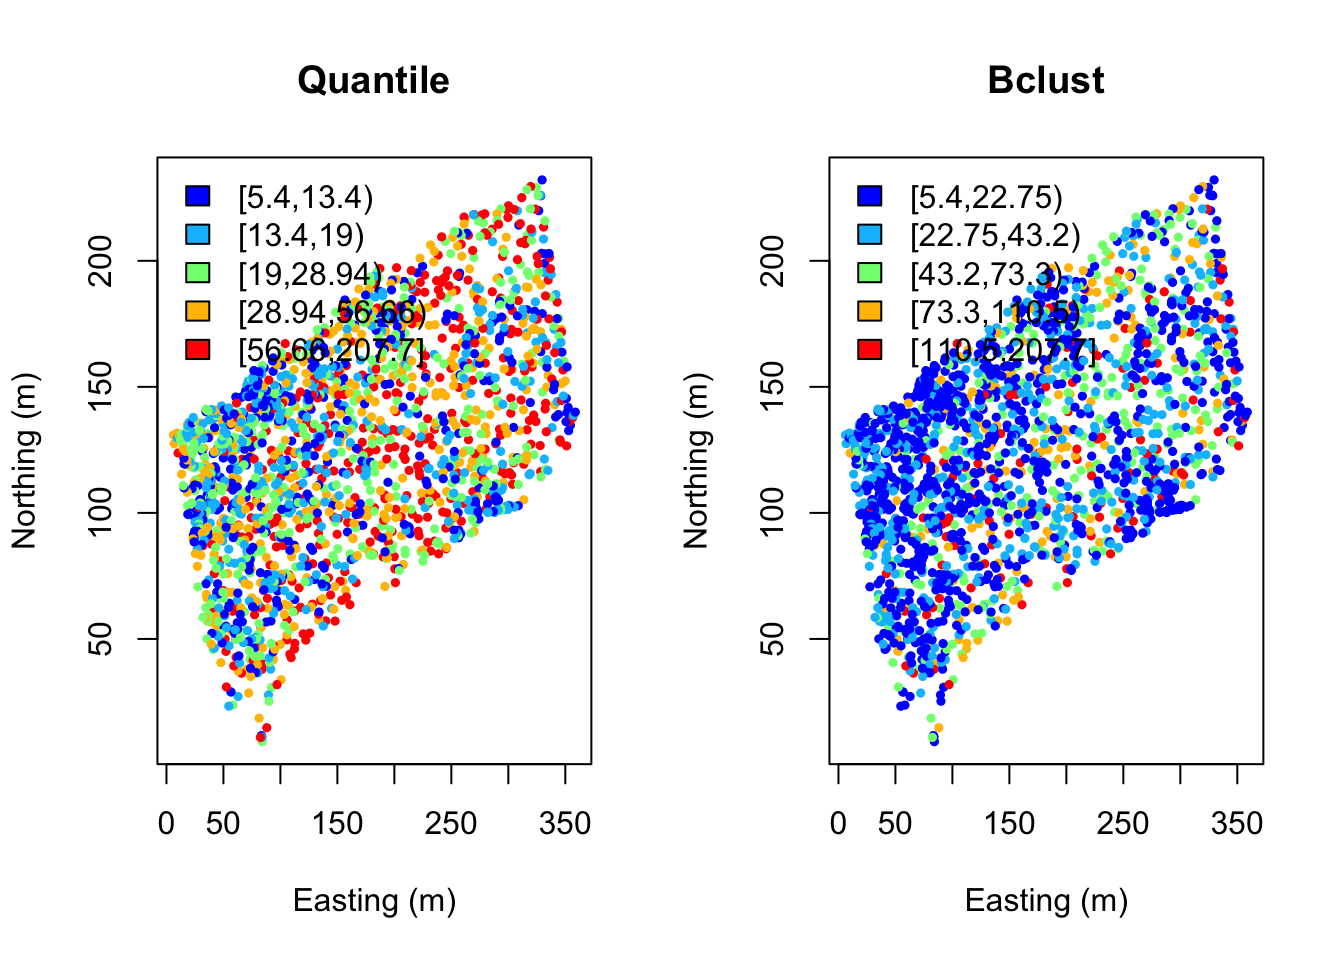 Quantile
[5.4,13.4)
[13.4,19)
[19,28.94)
[28.94,56.66)
[56.66,207.7]
200
150
100
50
Northing (m)
0 50 150 250 350
Easting (m)
Bclust
[5.4,22.75)
[22.75,43.2)
[43.2,73.3)
[73.3,110.5)
[110.5,207.7]
200
150
100
50
Northing (m)
0 50 150 250 350
Easting (m)